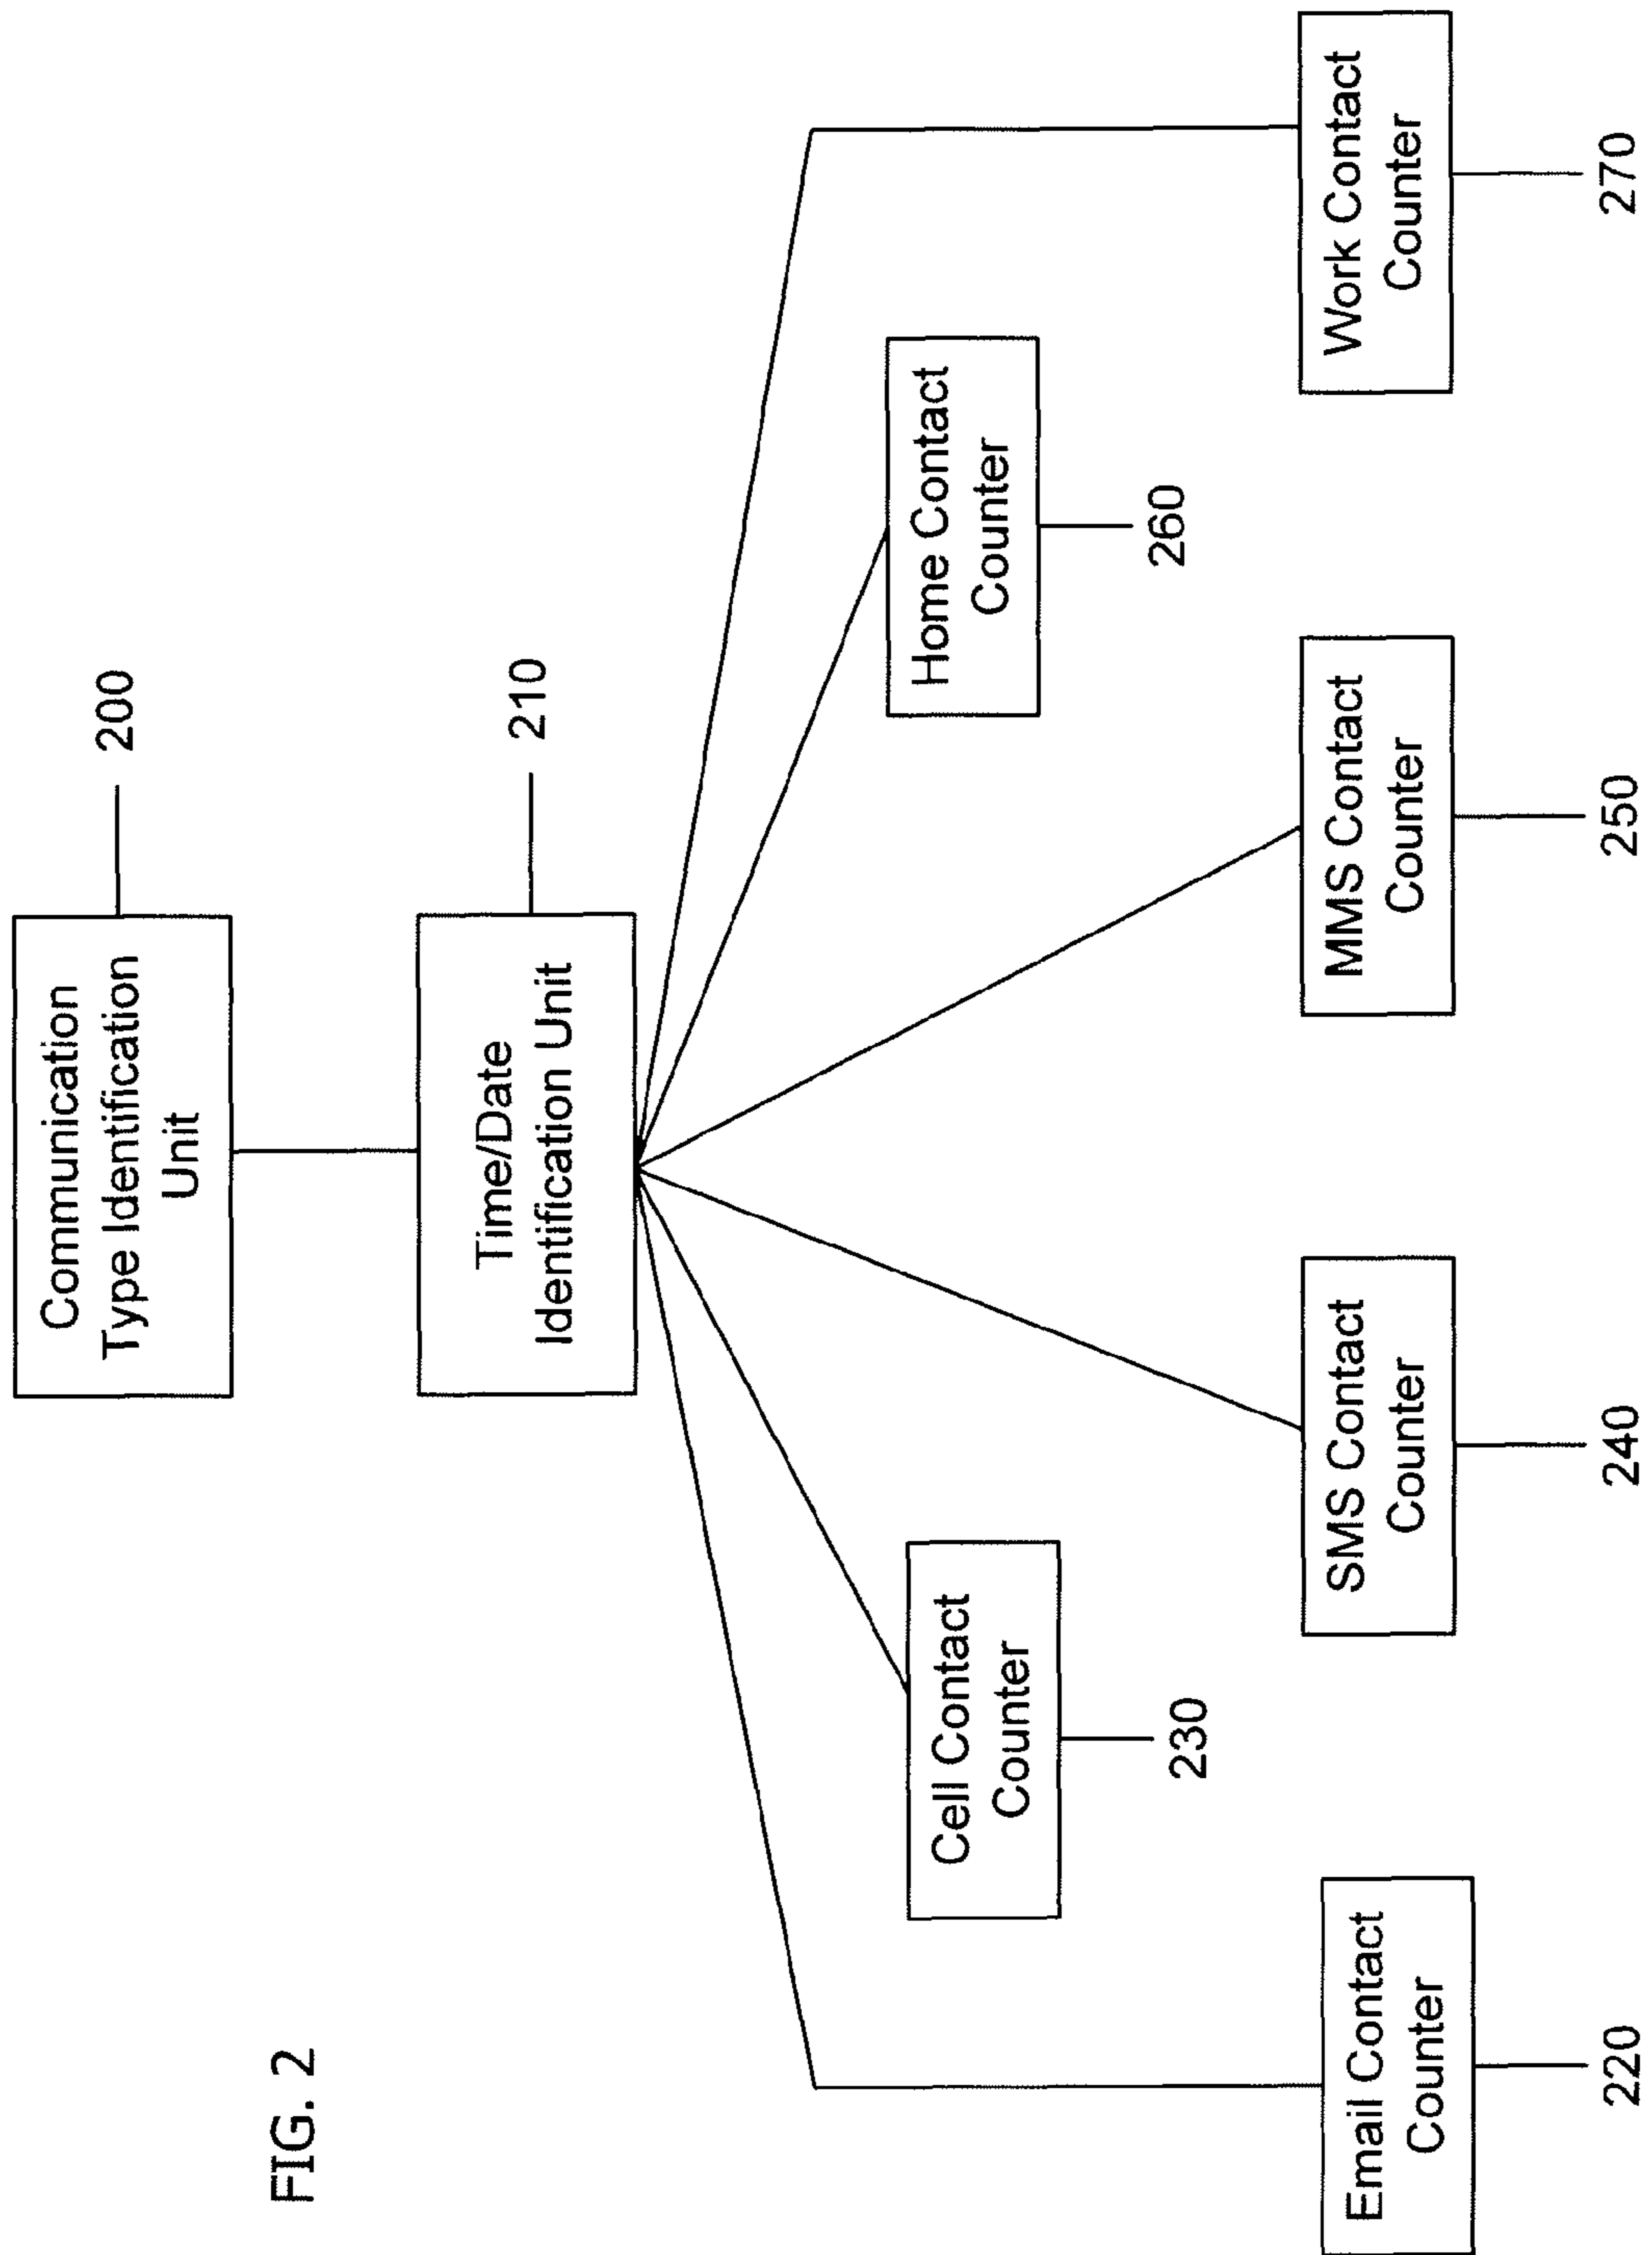 FIG. 2
Communication
Type Identification
Unit
200
Time/Date
Identification Unit
210
Email Contact
Counter
220
Cell Contact
Counter
230
SMS Contact
Counter
240
MMS Contact
Counter
250
Home Contact
Counter
260
Work Contact
Counter
270